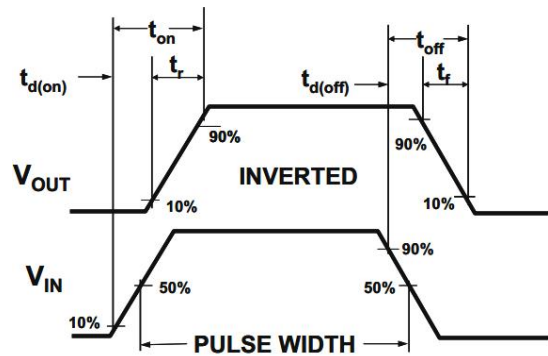 t_on
t_off
t_d(on)
t_r
t_d(off)
t_f
90%
90%
V_OUT
INVERTED
10%
10%
90%
V_IN
50%
50%
10%
PULSE WIDTH